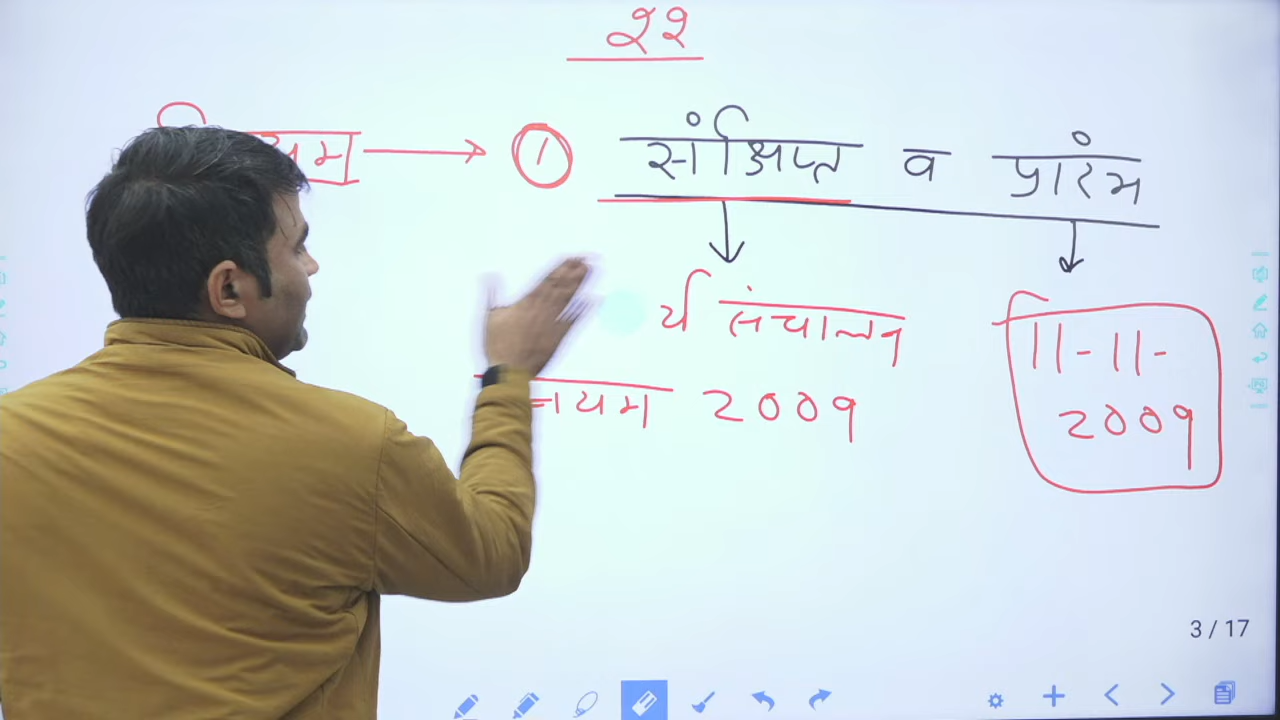 २२
① संक्षिप्त व प्रारंभ
र्य संचालन
नियम 2009
11-11-
2009
3 / 17